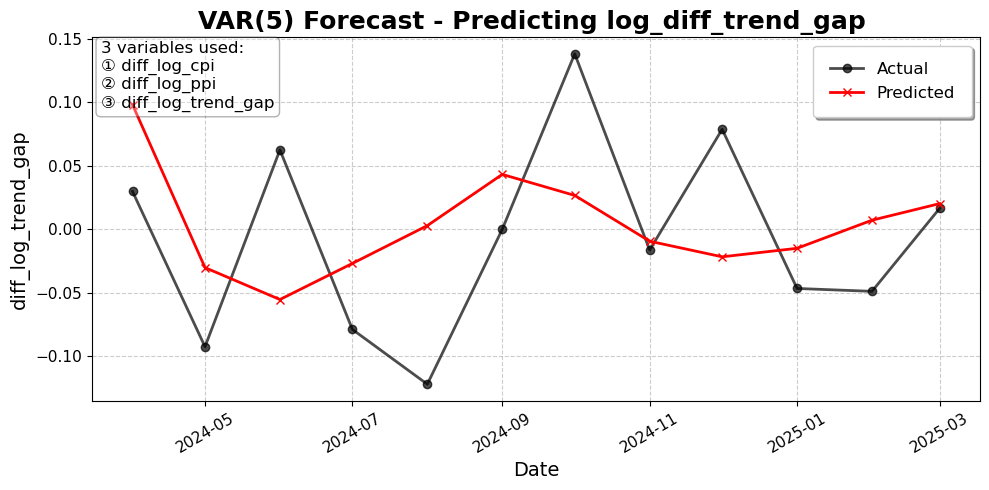 VAR(5) Forecast - Predicting log_diff_trend_gap
3 variables used:
① diff_log_cpi
② diff_log_ppi
③ diff_log_trend_gap
Actual
Predicted
diff_log_trend_gap
0.15
0.10
0.05
0.00
−0.05
−0.10
2024-05
2024-07
2024-09
2024-11
2025-01
2025-03
Date